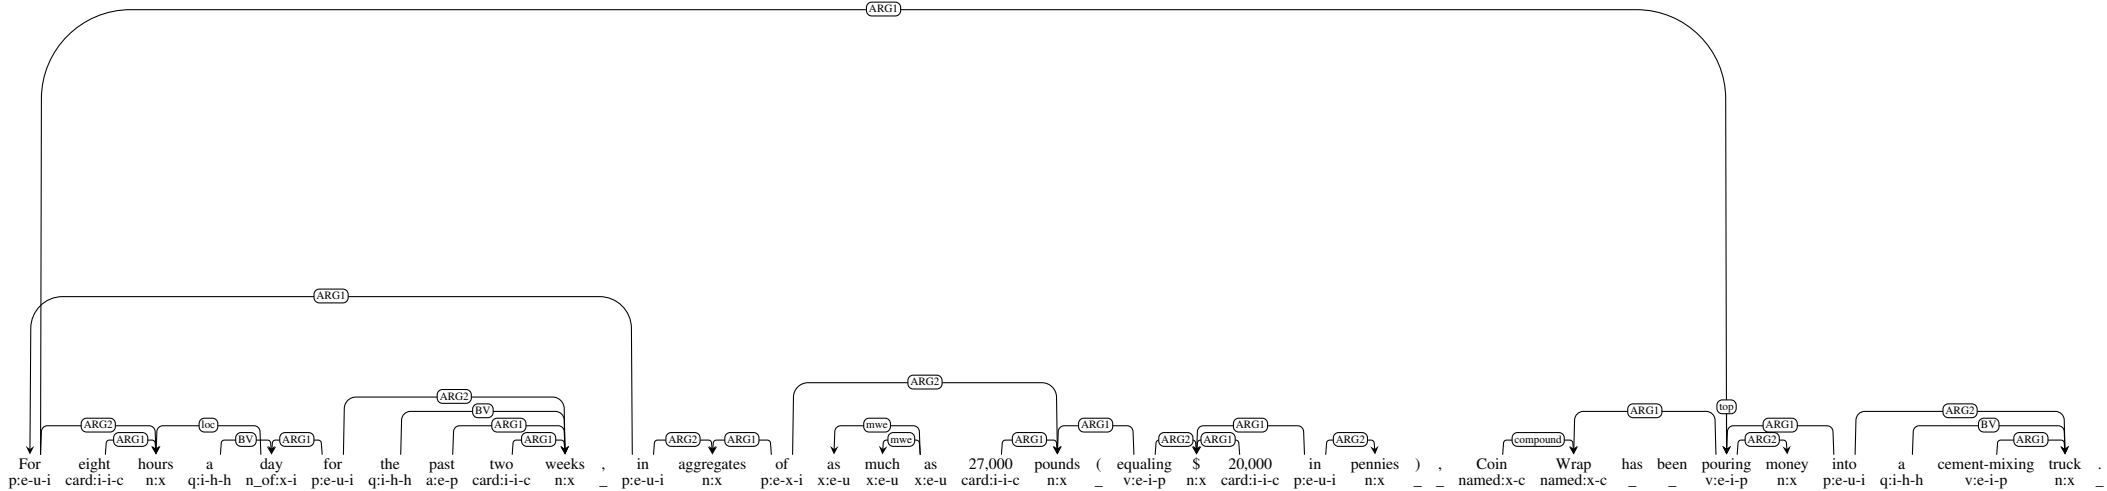 ARG1
ARG1
ARG2
ARG2
BV
ARG1 top
ARG2 loc ARG1 mwe ARG1 ARG1 ARG1 ARG2
BV
ARG1 BV ARG1 ARG1 ARG2 ARG1 mwe ARG1 ARG2 ARG1 ARG2 compound ARG2 ARG1
For eight hours a day for the past two weeks , in aggregates of as much as 27,000 pounds ( equaling $ 20,000 in pennies ) , Coin Wrap has been pouring money into a cement-mixing truck .
p:e-u-i card:i-i-c n:x q:i-h-h n_of:x-i p:e-u-i q:i-h-h a:e-p card:i-i-c n:x _ p:e-u-i n:x p:e-x-i x:e-u x:e-u x:e-u card:i-i-c n:x _ v:e-i-p n:x card:i-i-c p:e-u-i n:x _ _ named:x-c named:x-c _ _ v:e-i-p n:x p:e-u-i q:i-h-h v:e-i-p n:x _